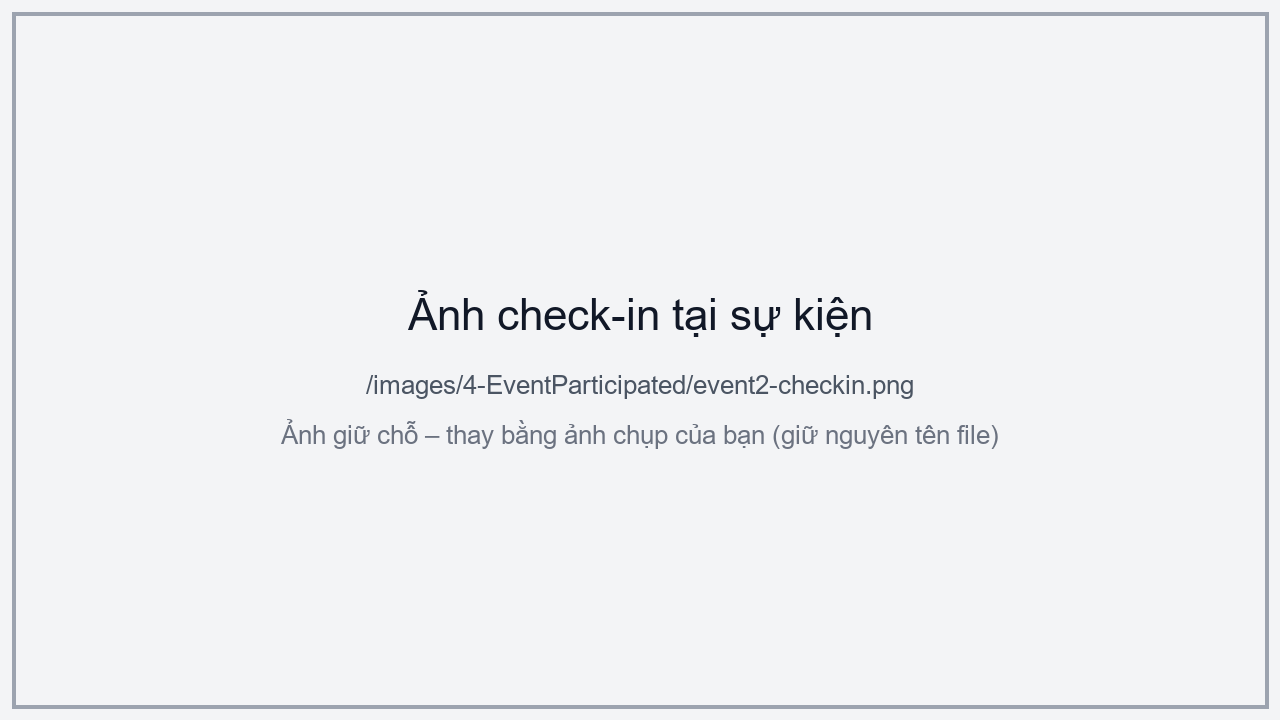 Ảnh check-in tại sự kiện
/images/4-EventParticipated/event2-checkin.png
Ảnh giữ chỗ – thay bằng ảnh chụp của bạn (giữ nguyên tên file)